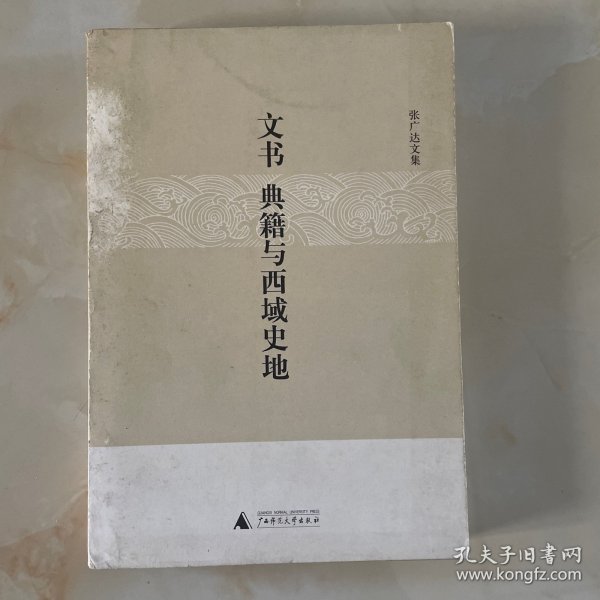 张广达文集
文书 典籍与西域史地
GUANGXI NORMAL UNIVERSITY PRESS
广西师范大学出版社
孔夫子旧书网
www.kongfz.com